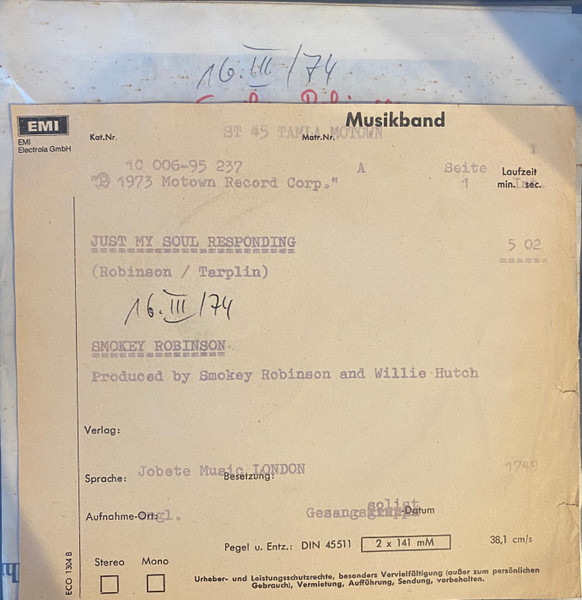 16.III/74
EMI
EMI
Electrola GmbH
Musikband
Kat.Nr.
ST 45 TAMLA MOTOWN
Matr.Nr.
1
1C 006-95 237 A Seite
"Ⓟ 1973 Motown Record Corp." 1
Laufzeit
min. sec.
JUST MY SOUL RESPONDING 5 02
(Robinson / Tarplin)
16.III/74
SMOKEY ROBINSON
Produced by Smokey Robinson and Willie Hutch
Verlag:
Jobete Music LONDON 1749
Sprache: Besetzung:
solist
Aufnahme-Ort: engl. Gesangsgruppe Datum
Pegel u. Entz.: DIN 45511 2 x 141 mM 38,1 cm/s
Stereo Mono
Urheber- und Leistungsschutzrechte, besonders Vervielfältigung (außer zum persönlichen
Gebrauch), Vermietung, Aufführung, Sendung, vorbehalten.
ECO 1304 B